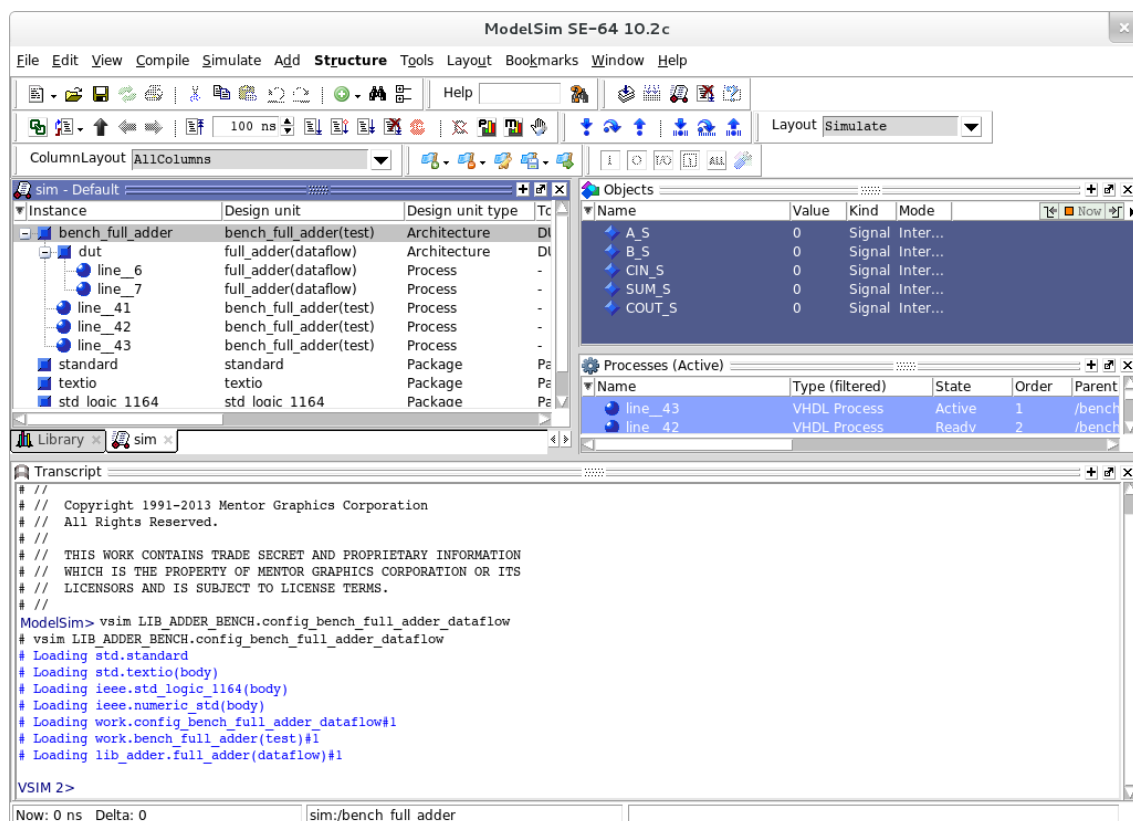 ModelSim SE-64 10.2c
File Edit View Compile Simulate Add Structure Tools Layout Bookmarks Window Help
Help
100 ns Layout Simulate
ColumnLayout AllColumns
sim - Default
Instance Design unit Design unit type
bench_full_adder bench_full_adder(test) Architecture
dut full_adder(dataflow) Architecture
line__6 full_adder(dataflow) Process -
line__7 full_adder(dataflow) Process -
line__41 bench_full_adder(test) Process -
line__42 bench_full_adder(test) Process -
line__43 bench_full_adder(test) Process -
standard standard Package
textio textio Package
std_logic_1164 std_logic_1164 Package
Library sim
Objects
Name Value Kind Mode Now
A_S 0 Signal Inter...
B_S 0 Signal Inter...
CIN_S 0 Signal Inter...
SUM_S 0 Signal Inter...
COUT_S 0 Signal Inter...
Processes (Active)
Name Type (filtered) State Order Parent
line__43 VHDL Process Active 1 /bench
line__42 VHDL Process Ready 2 /bench
Transcript
# //
# // Copyright 1991-2013 Mentor Graphics Corporation
# // All Rights Reserved.
# //
# // THIS WORK CONTAINS TRADE SECRET AND PROPRIETARY INFORMATION
# // WHICH IS THE PROPERTY OF MENTOR GRAPHICS CORPORATION OR ITS
# // LICENSORS AND IS SUBJECT TO LICENSE TERMS.
# //
ModelSim> vsim LIB_ADDER_BENCH.config_bench_full_adder_dataflow
# vsim LIB_ADDER_BENCH.config_bench_full_adder_dataflow
# Loading std.standard
# Loading std.textio(body)
# Loading ieee.std_logic_1164(body)
# Loading ieee.numeric_std(body)
# Loading work.config_bench_full_adder_dataflow#1
# Loading work.bench_full_adder(test)#1
# Loading lib_adder.full_adder(dataflow)#1
VSIM 2>
Now: 0 ns Delta: 0 sim:/bench_full_adder